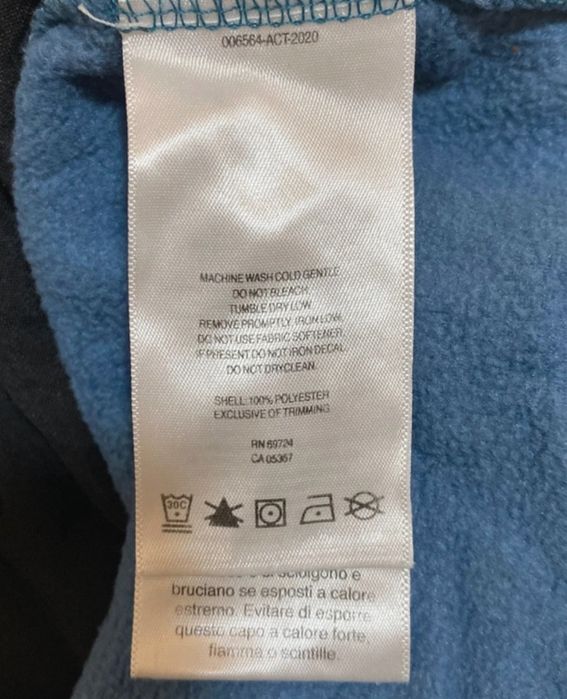 006564-ACT-2020
MACHINE WASH COLD GENTLE
DO NOT BLEACH
TUMBLE DRY LOW
REMOVE PROMPTLY IRON LOW,
DO NOT USE FABRIC SOFTENER,
IF PRESENT DO NOT IRON DECAL
DO NOT DRYCLEAN.
SHELL: 100% POLYESTER
EXCLUSIVE OF TRIMMING
RN 69724
CA 05367
30C
e
bruciano se esposti a calore
estremo. Evitare di esporre
questo capo a calore forte,
fiamme o scintille.